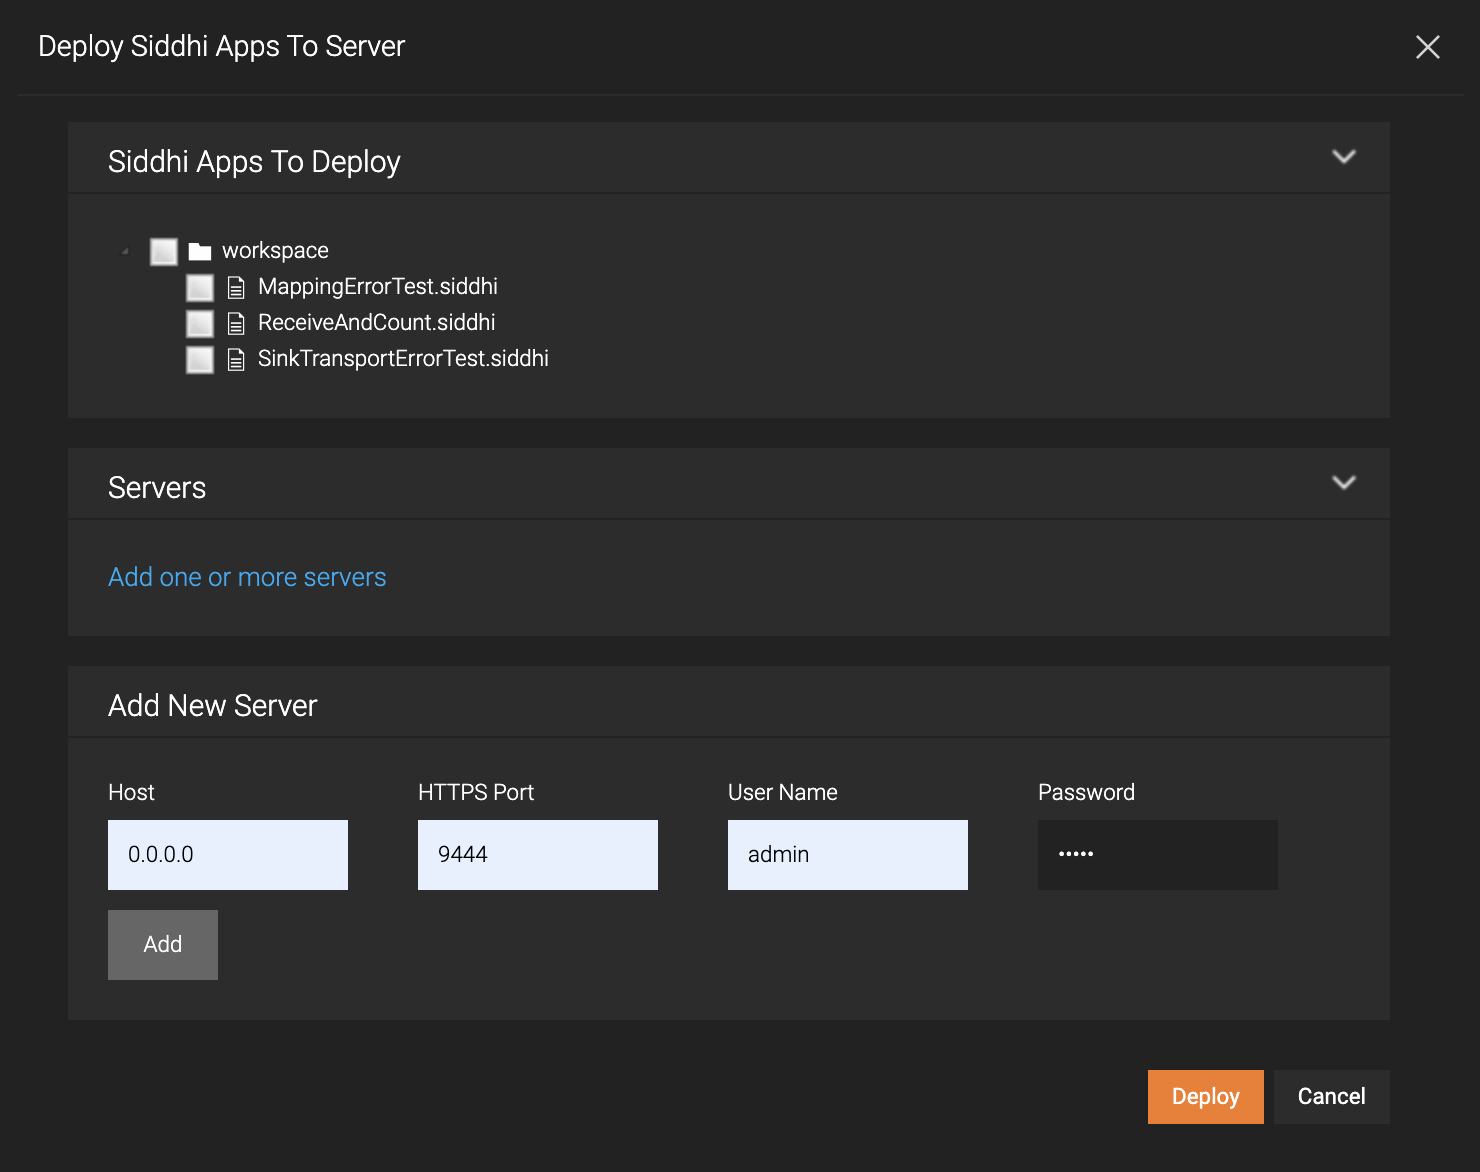 Deploy Siddhi Apps To Server
Siddhi Apps To Deploy
workspace
MappingErrorTest.siddhi
ReceiveAndCount.siddhi
SinkTransportErrorTest.siddhi
Servers
Add one or more servers
Add New Server
Host HTTPS Port User Name Password
0.0.0.0 9444 admin •••••
Add
Deploy Cancel